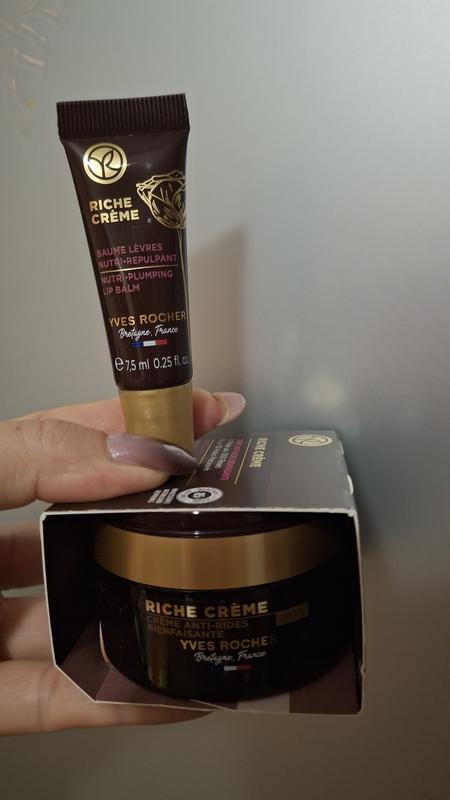 RICHE
CRÈME
BAUME LÈVRES
NUTRI-REPULPANT
NUTRI-PLUMPING
LIP BALM
YVES ROCHER
Bretagne, France
e 7,5 ml 0.25 fl. oz
RICHE CRÈME
RICHE CRÈME
CRÈME ANTI-RIDES
BIENFAISANTE
YVES ROCHER
Bretagne, France